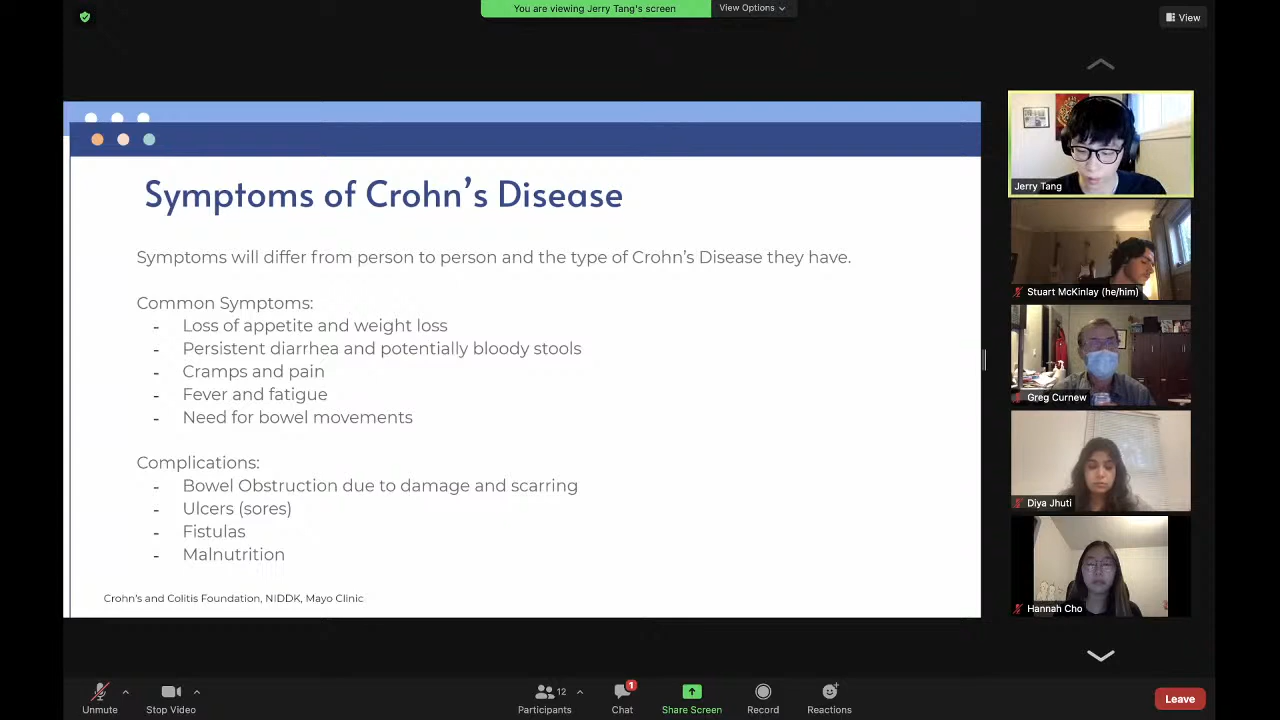 You are viewing Jerry Tang's screen
View Options
View
Symptoms of Crohn's Disease
Symptoms will differ from person to person and the type of Crohn's Disease they have.
Common Symptoms:
- Loss of appetite and weight loss
- Persistent diarrhea and potentially bloody stools
- Cramps and pain
- Fever and fatigue
- Need for bowel movements
Complications:
- Bowel Obstruction due to damage and scarring
- Ulcers (sores)
- Fistulas
- Malnutrition
Crohn's and Colitis Foundation, NIDDK, Mayo Clinic
Jerry Tang
Stuart McKinlay (he/him)
Greg Curnew
Diya Jhuti
Hannah Cho
Unmute
Stop Video
12
Participants
1
Chat
Share Screen
Record
Reactions
Leave